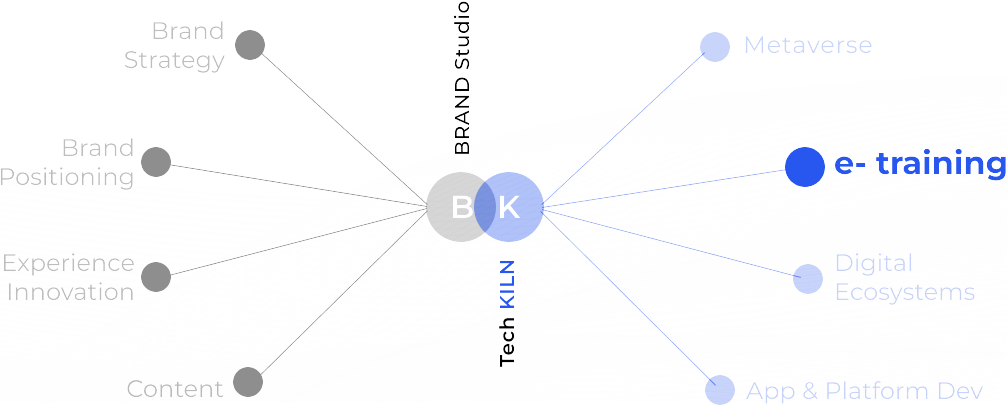 Brand
Strategy
Brand
Positioning
Experience
Innovation
Content
BRAND Studio
B K
Tech KILN
Metaverse
e- training
Digital
Ecosystems
App & Platform Dev